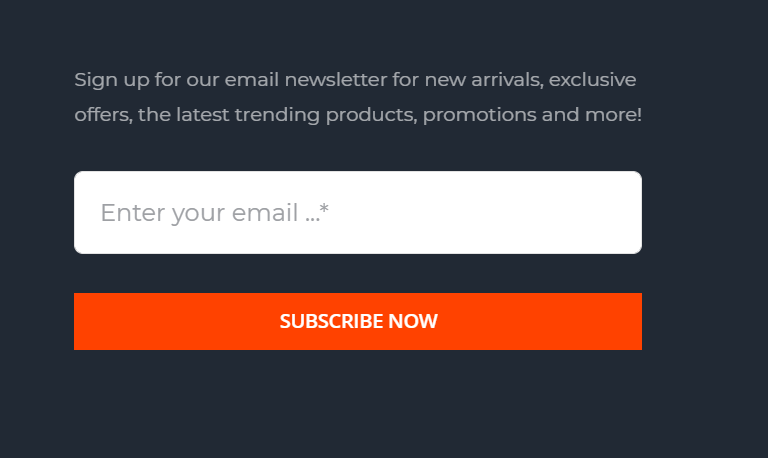 Sign up for our email newsletter for new arrivals, exclusive
offers, the latest trending products, promotions and more!
Enter your email ...*
SUBSCRIBE NOW